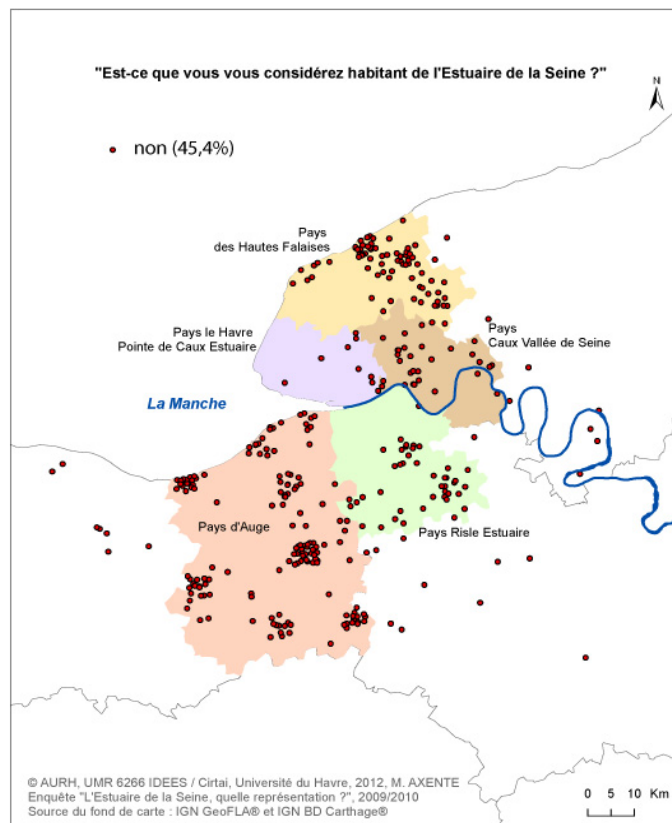 "Est-ce que vous vous considérez habitant de l'Estuaire de la Seine ?"
N
non (45,4%)
Pays
des Hautes Falaises
Pays le Havre
Pointe de Caux Estuaire
Pays
Caux Vallée de Seine
La Manche
Pays d'Auge
Pays Risle Estuaire
© AURH, UMR 6266 IDEES / Cirtai, Université du Havre, 2012, M. AXENTE
Enquête "L'Estuaire de la Seine, quelle représentation ?", 2009/2010
Source du fond de carte : IGN GeoFLA® et IGN BD Carthage®
0 5 10 Km